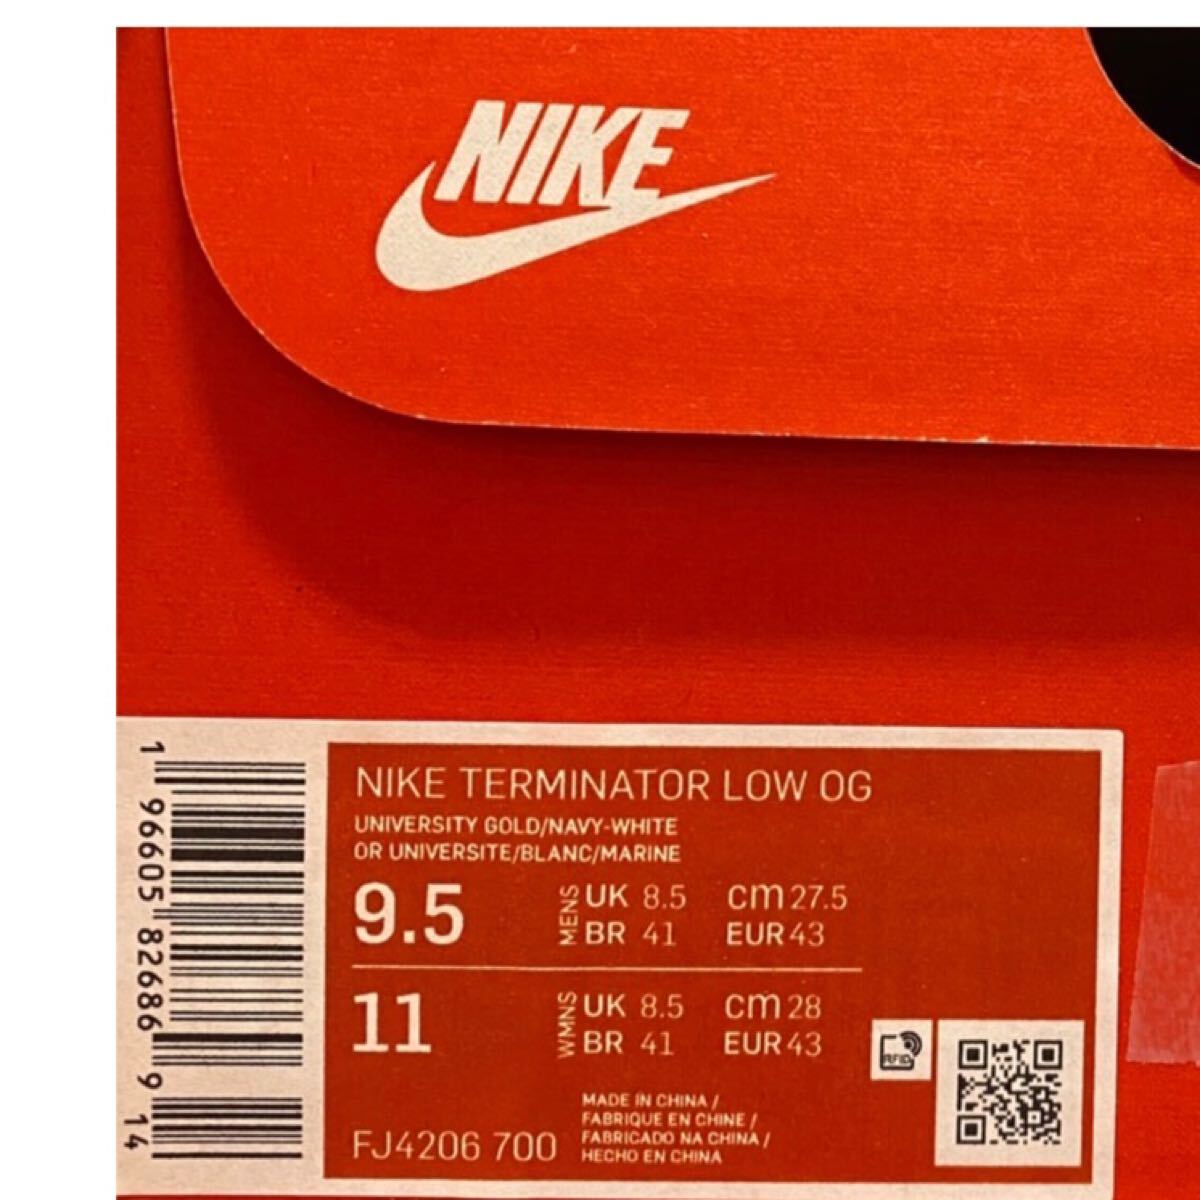 NIKE
NIKE TERMINATOR LOW OG
UNIVERSITY GOLD/NAVY-WHITE
OR UNIVERSITE/BLANC/MARINE
9.5 MENS UK 8.5 cm 27.5
BR 41 EUR 43
11 WMNS UK 8.5 cm 28
BR 41 EUR 43
RFID
MADE IN CHINA /
FABRIQUE EN CHINE /
FABRICADO NA CHINA /
HECHO EN CHINA
FJ4206 700
1 96605 82686 9 14